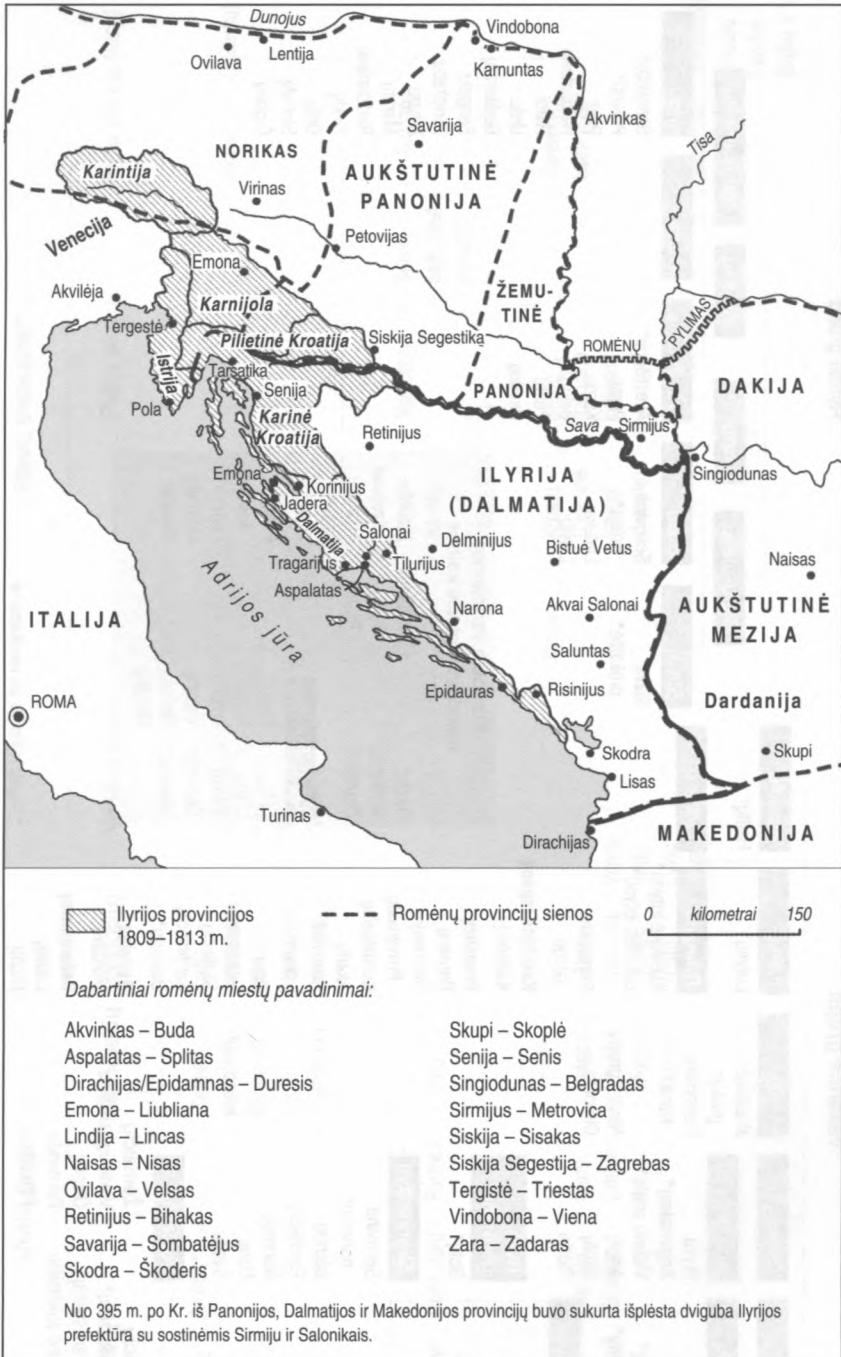 Dunojus
Vindobona
Ovilava
Lentija
Karnuntas
Akvinkas
Savarija
Tisa
NORIKAS
Karintija
AUKŠTUTINĖ
PANONIJA
Virinas
Venecija
Petovijas
Emona
Akvilėja
Karnijola
ŽEMU-
TINĖ
PYLIMAS
Tergestė
Pilietinė Kroatija
Siskija Segestika
ROMĖNŲ
Istrija
Tarsatika
DAKIJA
Senija
PANONIJA
Pola
Karinė
Kroatija
Sava
Sirmijus
Retinijus
Singiodunas
Emona
Korinijus
ILYRIJA
(DALMATIJA)
Jadera
Dalmatija
Salonai
Delminijus
Bistuė Vetus
Naisas
Tragarijus
Tilurijus
Aspalatas
Adrijos jūra
ITALIJA
Narona
Akvai Salonai
AUKŠTUTINĖ
MEZIJA
Saluntas
Epidauras
Risinijus
Dardanija
ROMA
Skodra
Skupi
Lisas
Turinas
Dirachijas
MAKEDONIJA
Ilyrijos provincijos
1809–1813 m.
Romėnų provincijų sienos
0 kilometrai 150
Dabartiniai romėnų miestų pavadinimai:
Akvinkas – Buda
Aspalatas – Splitas
Dirachijas/Epidamnas – Duresis
Emona – Liubliana
Lindija – Lincas
Naisas – Nisas
Ovilava – Velsas
Retinijus – Bihakas
Savarija – Sombatėjus
Skodra – Škoderis
Skupi – Skoplė
Senija – Senis
Singiodunas – Belgradas
Sirmijus – Metrovica
Siskija – Sisakas
Siskija Segestija – Zagrebas
Tergistė – Triestas
Vindobona – Viena
Zara – Zadaras
Nuo 395 m. po Kr. iš Panonijos, Dalmatijos ir Makedonijos provincijų buvo sukurta išplėsta dviguba Ilyrijos
prefektūra su sostinėmis Sirmiju ir Salonikais.